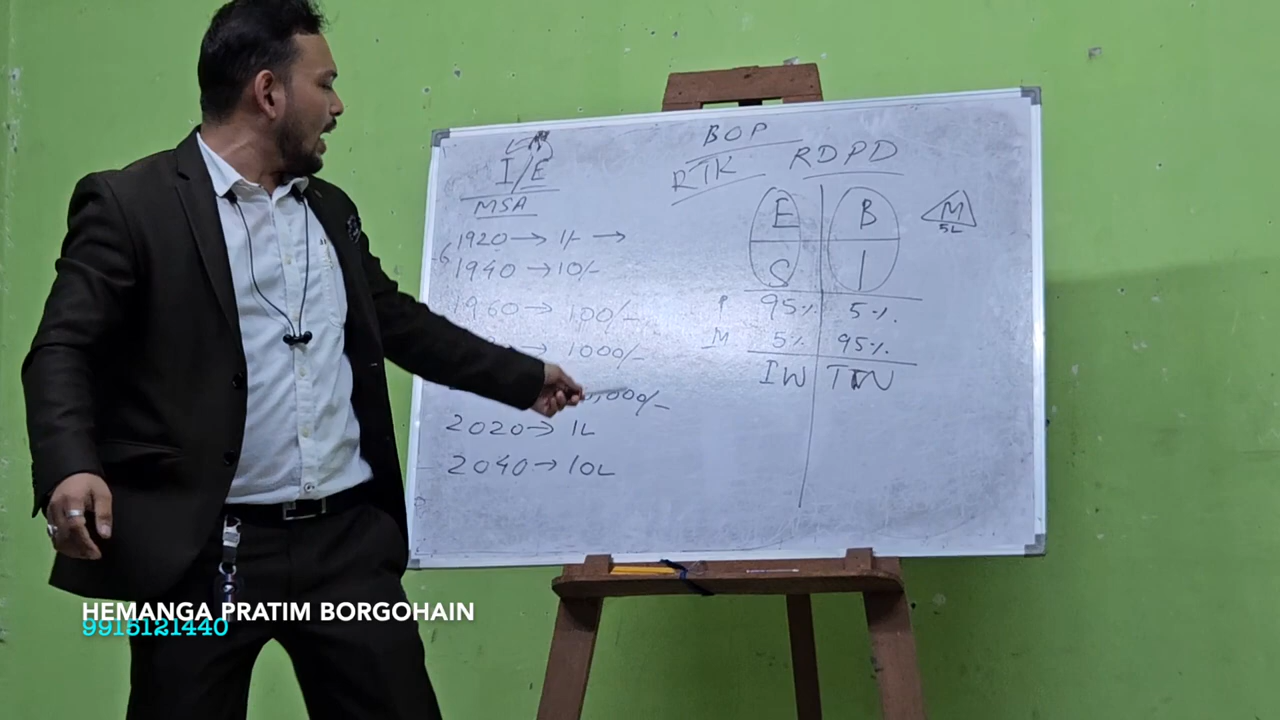 I/E
MSA
1920 → 1/- →
1940 → 10/-
1960 → 100/-
→ 1000/-
2020 → 1L
2040 → 10L
BOP
RTK RDPD
E B M
5L
S I
P 95% 5%
M 5% 95%
IW
HEMANGA PRATIM BORGOHAIN
9915121440